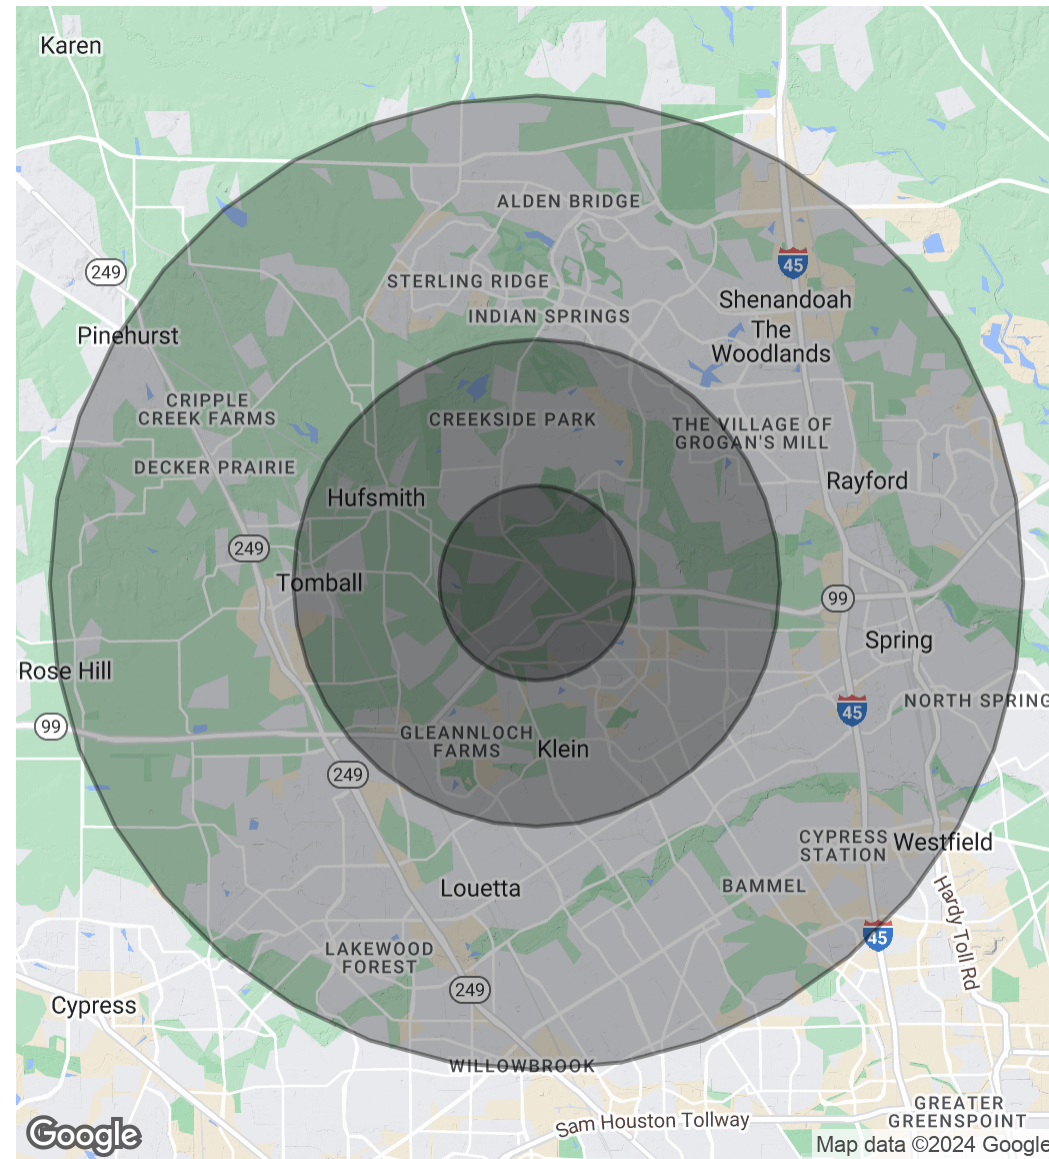 Karen
ALDEN BRIDGE
249
45
STERLING RIDGE
Shenandoah
INDIAN SPRINGS
Pinehurst
The
Woodlands
CRIPPLE
CREEK FARMS
CREEKSIDE PARK
THE VILLAGE OF
GROGAN'S MILL
DECKER PRAIRIE
Rayford
Hufsmith
249
Tomball
99
Spring
Rose Hill
NORTH SPRING
45
99
GLEANNLOCH
FARMS
Klein
249
CYPRESS
STATION
Westfield
Louetta
BAMMEL
Hardy Toll Rd
45
LAKEWOOD
FOREST
249
Cypress
WILLOWBROOK
GREATER
GREENSPOINT
Sam Houston Tollway
Google
Map data ©2024 Google